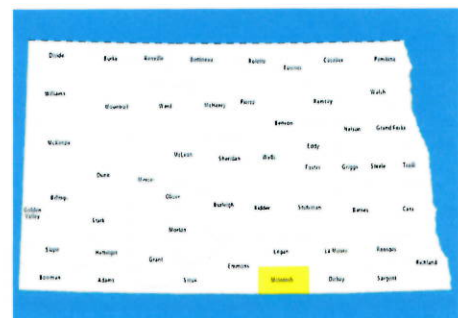 Divide
Burke
Renville
Bottineau
Rolette
Towner
Cavalier
Pembina
Williams
Mountrail
Ward
McHenry
Pierce
Ramsey
Walsh
Benson
Nelson
Grand Forks
McKenzie
McLean
Sheridan
Wells
Eddy
Foster
Griggs
Steele
Traill
Dunn
Mercer
Oliver
Billings
Golden
Valley
Stark
Burleigh
Kidder
Stutsman
Barnes
Cass
Morton
Slope
Hettinger
Grant
Emmons
Logan
La Moure
Ransom
Richland
Bowman
Adams
Sioux
McIntosh
Dickey
Sargent